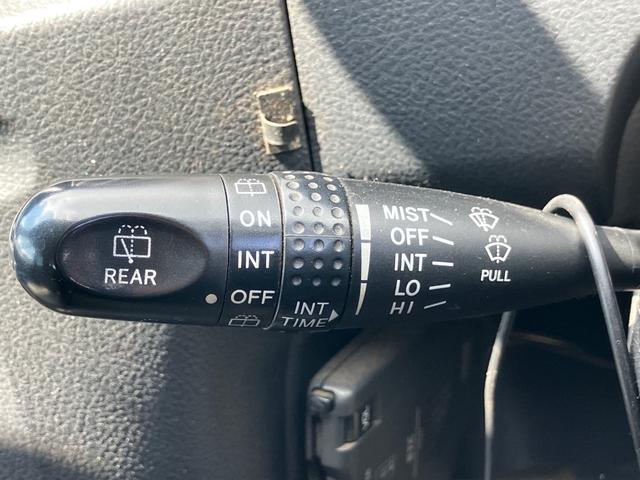 REAR
ON
INT
OFF
INT
TIME
MIST
OFF
INT
LO
HI
PULL